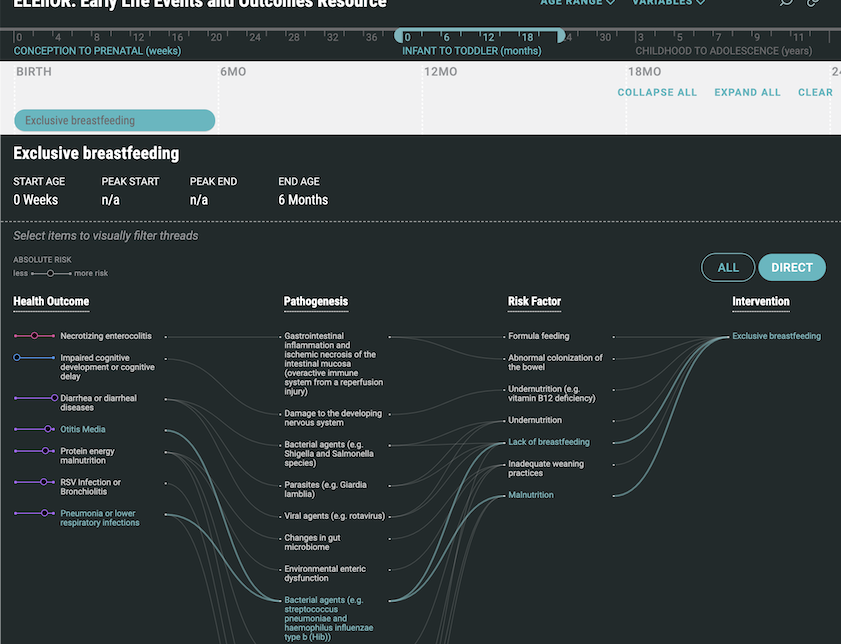 ELEIOR: Early Life Events and Outcomes Resource
AGE RANGE
VARIABLES
0 4 8 12 16 20 24 28 32 36 0 6 12 18 24 30 3 5 7 9 11
CONCEPTION TO PRENATAL (weeks)
INFANT TO TODDLER (months)
CHILDHOOD TO ADOLESCENCE (years)
BIRTH
6MO
12MO
18MO
COLLAPSE ALL
EXPAND ALL
CLEAR
Exclusive breastfeeding
Exclusive breastfeeding
START AGE
PEAK START
PEAK END
END AGE
0 Weeks
n/a
n/a
6 Months
Select items to visually filter threads
ABSOLUTE RISK
less
more risk
ALL
DIRECT
Health Outcome
Necrotizing enterocolitis
Impaired cognitive
development or cognitive
delay
Diarrhea or diarrheal
diseases
Otitis Media
Protein energy
malnutrition
RSV Infection or
Bronchiolitis
Pneumonia or lower
respiratory infections
Pathogenesis
Gastrointestinal
inflammation and
ischemic necrosis of the
intestinal mucosa
(overactive immune
system from a reperfusion
injury)
Damage to the developing
nervous system
Bacterial agents (e.g.
Shigella and Salmonella
species)
Parasites (e.g. Giardia
lamblia)
Viral agents (e.g. rotavirus)
Changes in gut
microbiome
Environmental enteric
dysfunction
Bacterial agents (e.g.
streptococcus
pneumoniae and
haemophilus influenzae
type b (Hib))
Risk Factor
Formula feeding
Abnormal colonization of
the bowel
Undernutrition (e.g.
vitamin B12 deficiency)
Undernutrition
Lack of breastfeeding
Inadequate weaning
practices
Malnutrition
Intervention
Exclusive breastfeeding